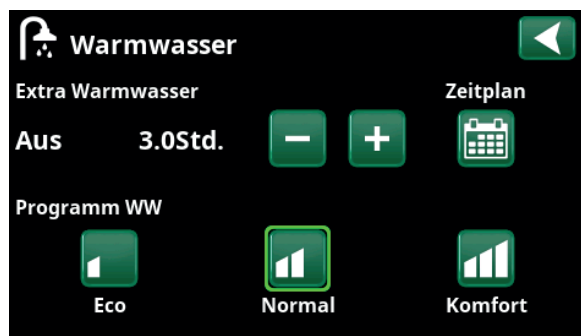 Warmwasser
Extra Warmwasser Zeitplan
Aus 3.0Std. − +
Programm WW
Eco Normal Komfort